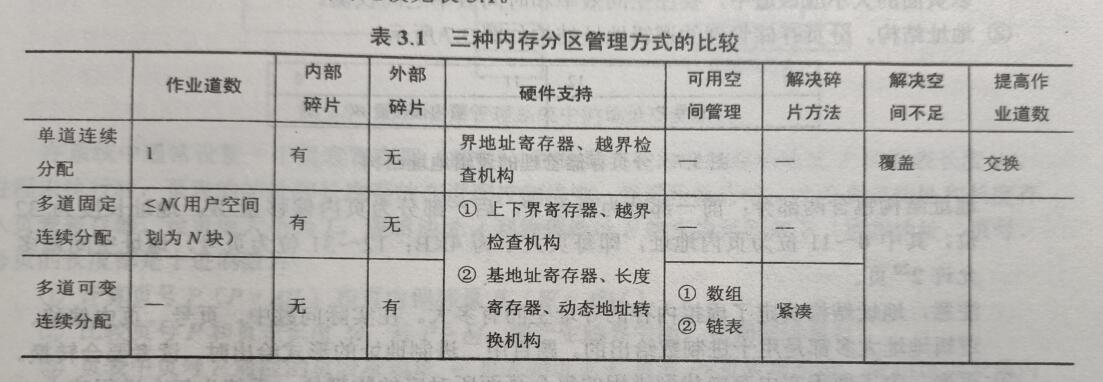 表 3.1 三种内存分区管理方式的比较
作业道数 内部碎片 外部碎片 硬件支持 可用空间管理 解决碎片方法 解决空间不足 提高作业道数
单道连续分配 1 有 无 界地址寄存器、越界检查机构 — — 覆盖 交换
多道固定连续分配 ≤N(用户空间划为N块) 有 无 ① 上下界寄存器、越界检查机构 — —
② 基地址寄存器、长度寄存器、动态地址转换机构
多道可变连续分配 — 无 有 ① 数组 ② 链表 紧凑